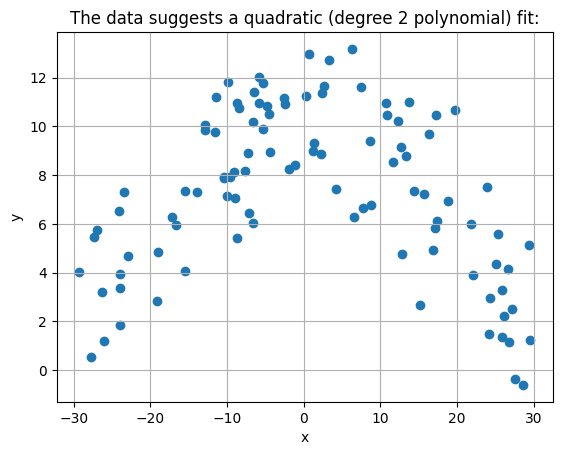 The data suggests a quadratic (degree 2 polynomial) fit:
12
10
8
6
4
2
0
y
−30 −20 −10 0 10 20 30
x